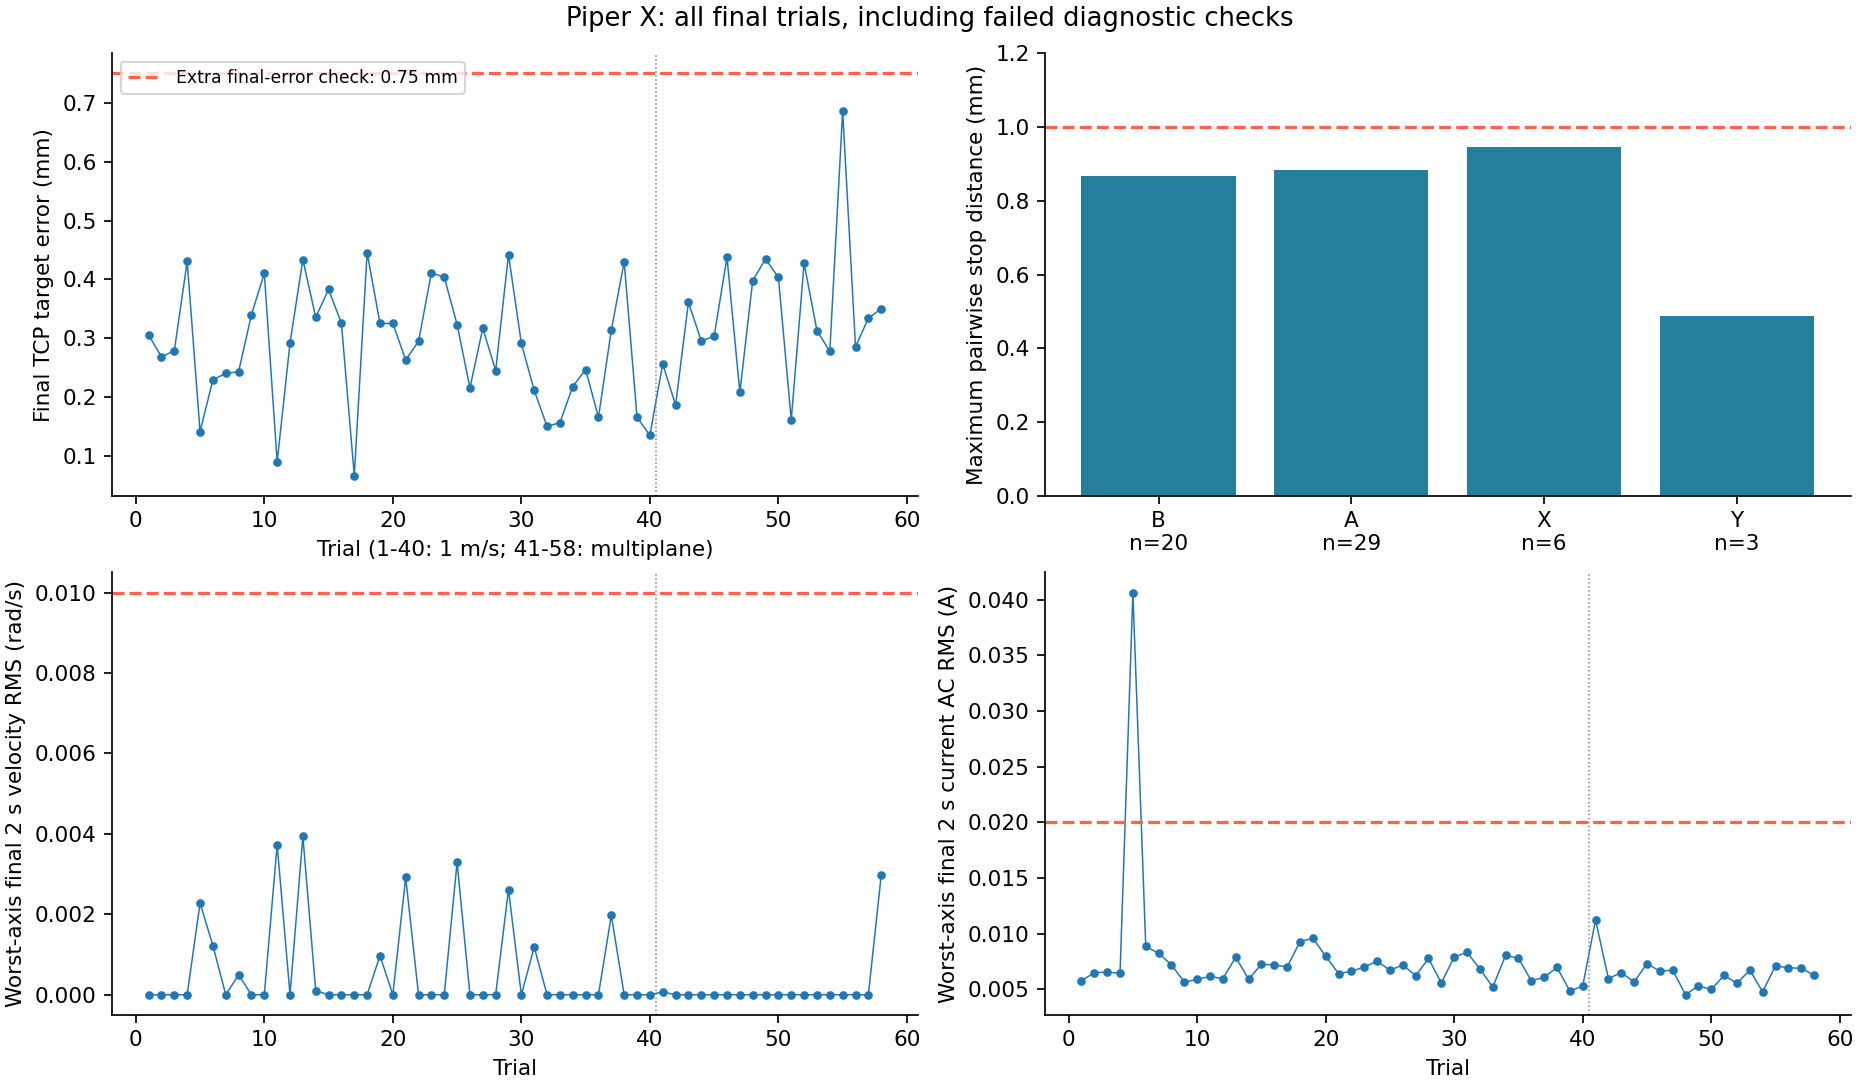 Piper X: all final trials, including failed diagnostic checks
Final TCP target error (mm)
0.7
0.6
0.5
0.4
0.3
0.2
0.1
Extra final-error check: 0.75 mm
0 10 20 30 40 50 60
Trial (1-40: 1 m/s; 41-58: multiplane)
Maximum pairwise stop distance (mm)
1.2
1.0
0.8
0.6
0.4
0.2
0.0
B A X Y
n=20 n=29 n=6 n=3
Worst-axis final 2 s velocity RMS (rad/s)
0.010
0.008
0.006
0.004
0.002
0.000
0 10 20 30 40 50 60
Trial
Worst-axis final 2 s current AC RMS (A)
0.040
0.035
0.030
0.025
0.020
0.015
0.010
0.005
0 10 20 30 40 50 60
Trial